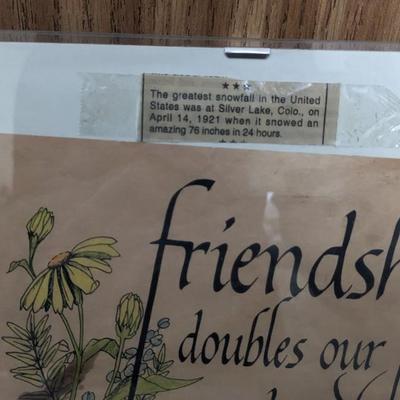 The greatest snowfall in the United
States was at Silver Lake, Colo., on
April 14, 1921 when it snowed an
amazing 76 inches in 24 hours.
friendsh
doubles our